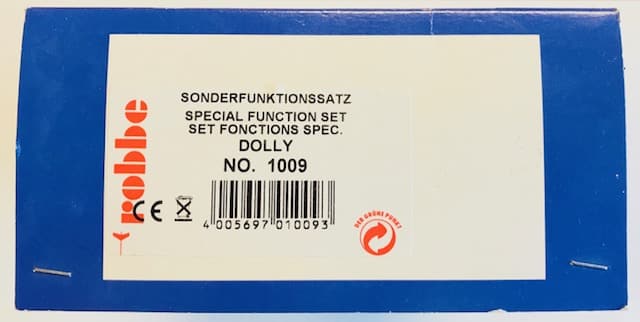 robbe
SONDERFUNKTIONSSATZ
SPECIAL FUNCTION SET
SET FONCTIONS SPEC.
DOLLY
NO. 1009
CE
4 005697 010093
DER GRÜNE PUNKT